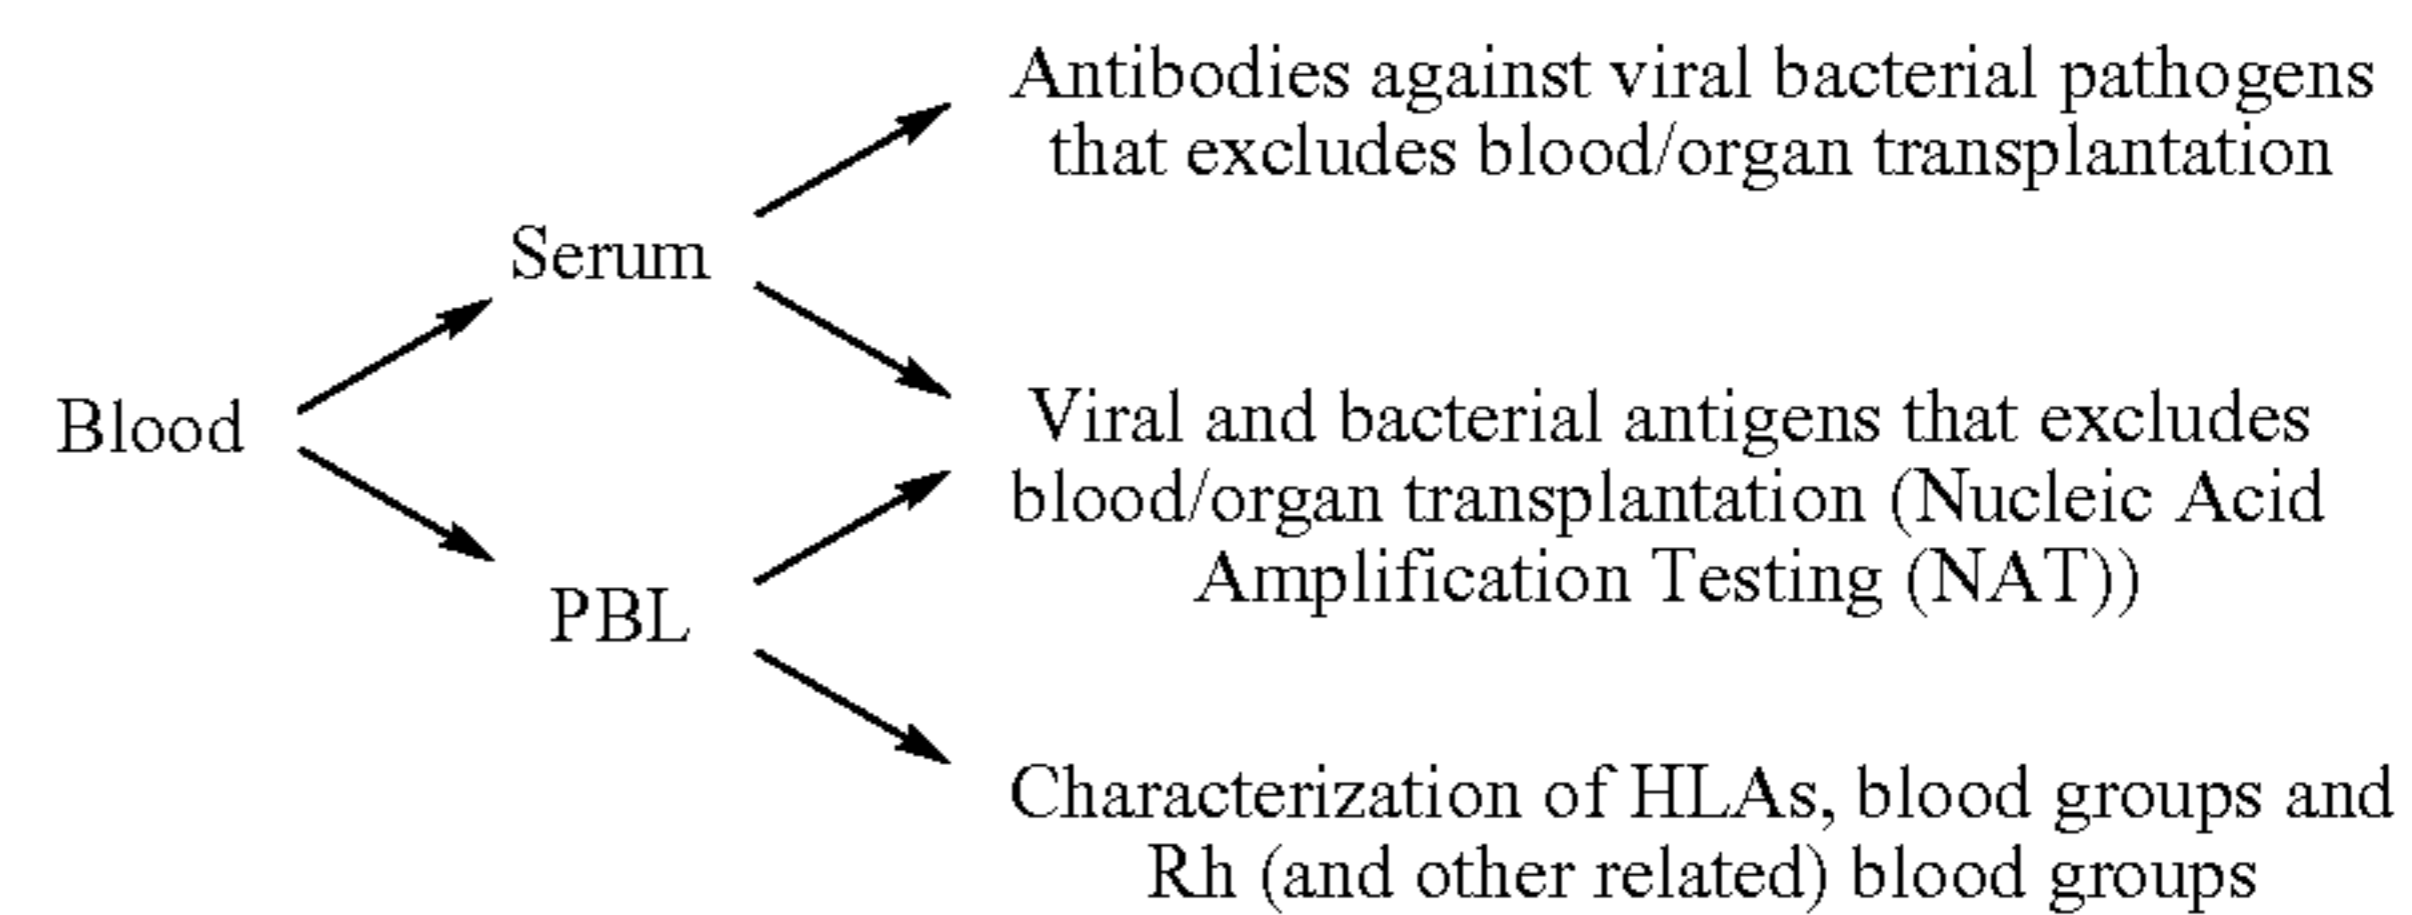 Antibodies against viral bacterial pathogens
that excludes blood/organ transplantation
Serum
Blood
Viral and bacterial antigens that excludes
blood/organ transplantation (Nucleic Acid
Amplification Testing (NAT))
PBL
Characterization of HLAs, blood groups and
Rh (and other related) blood groups